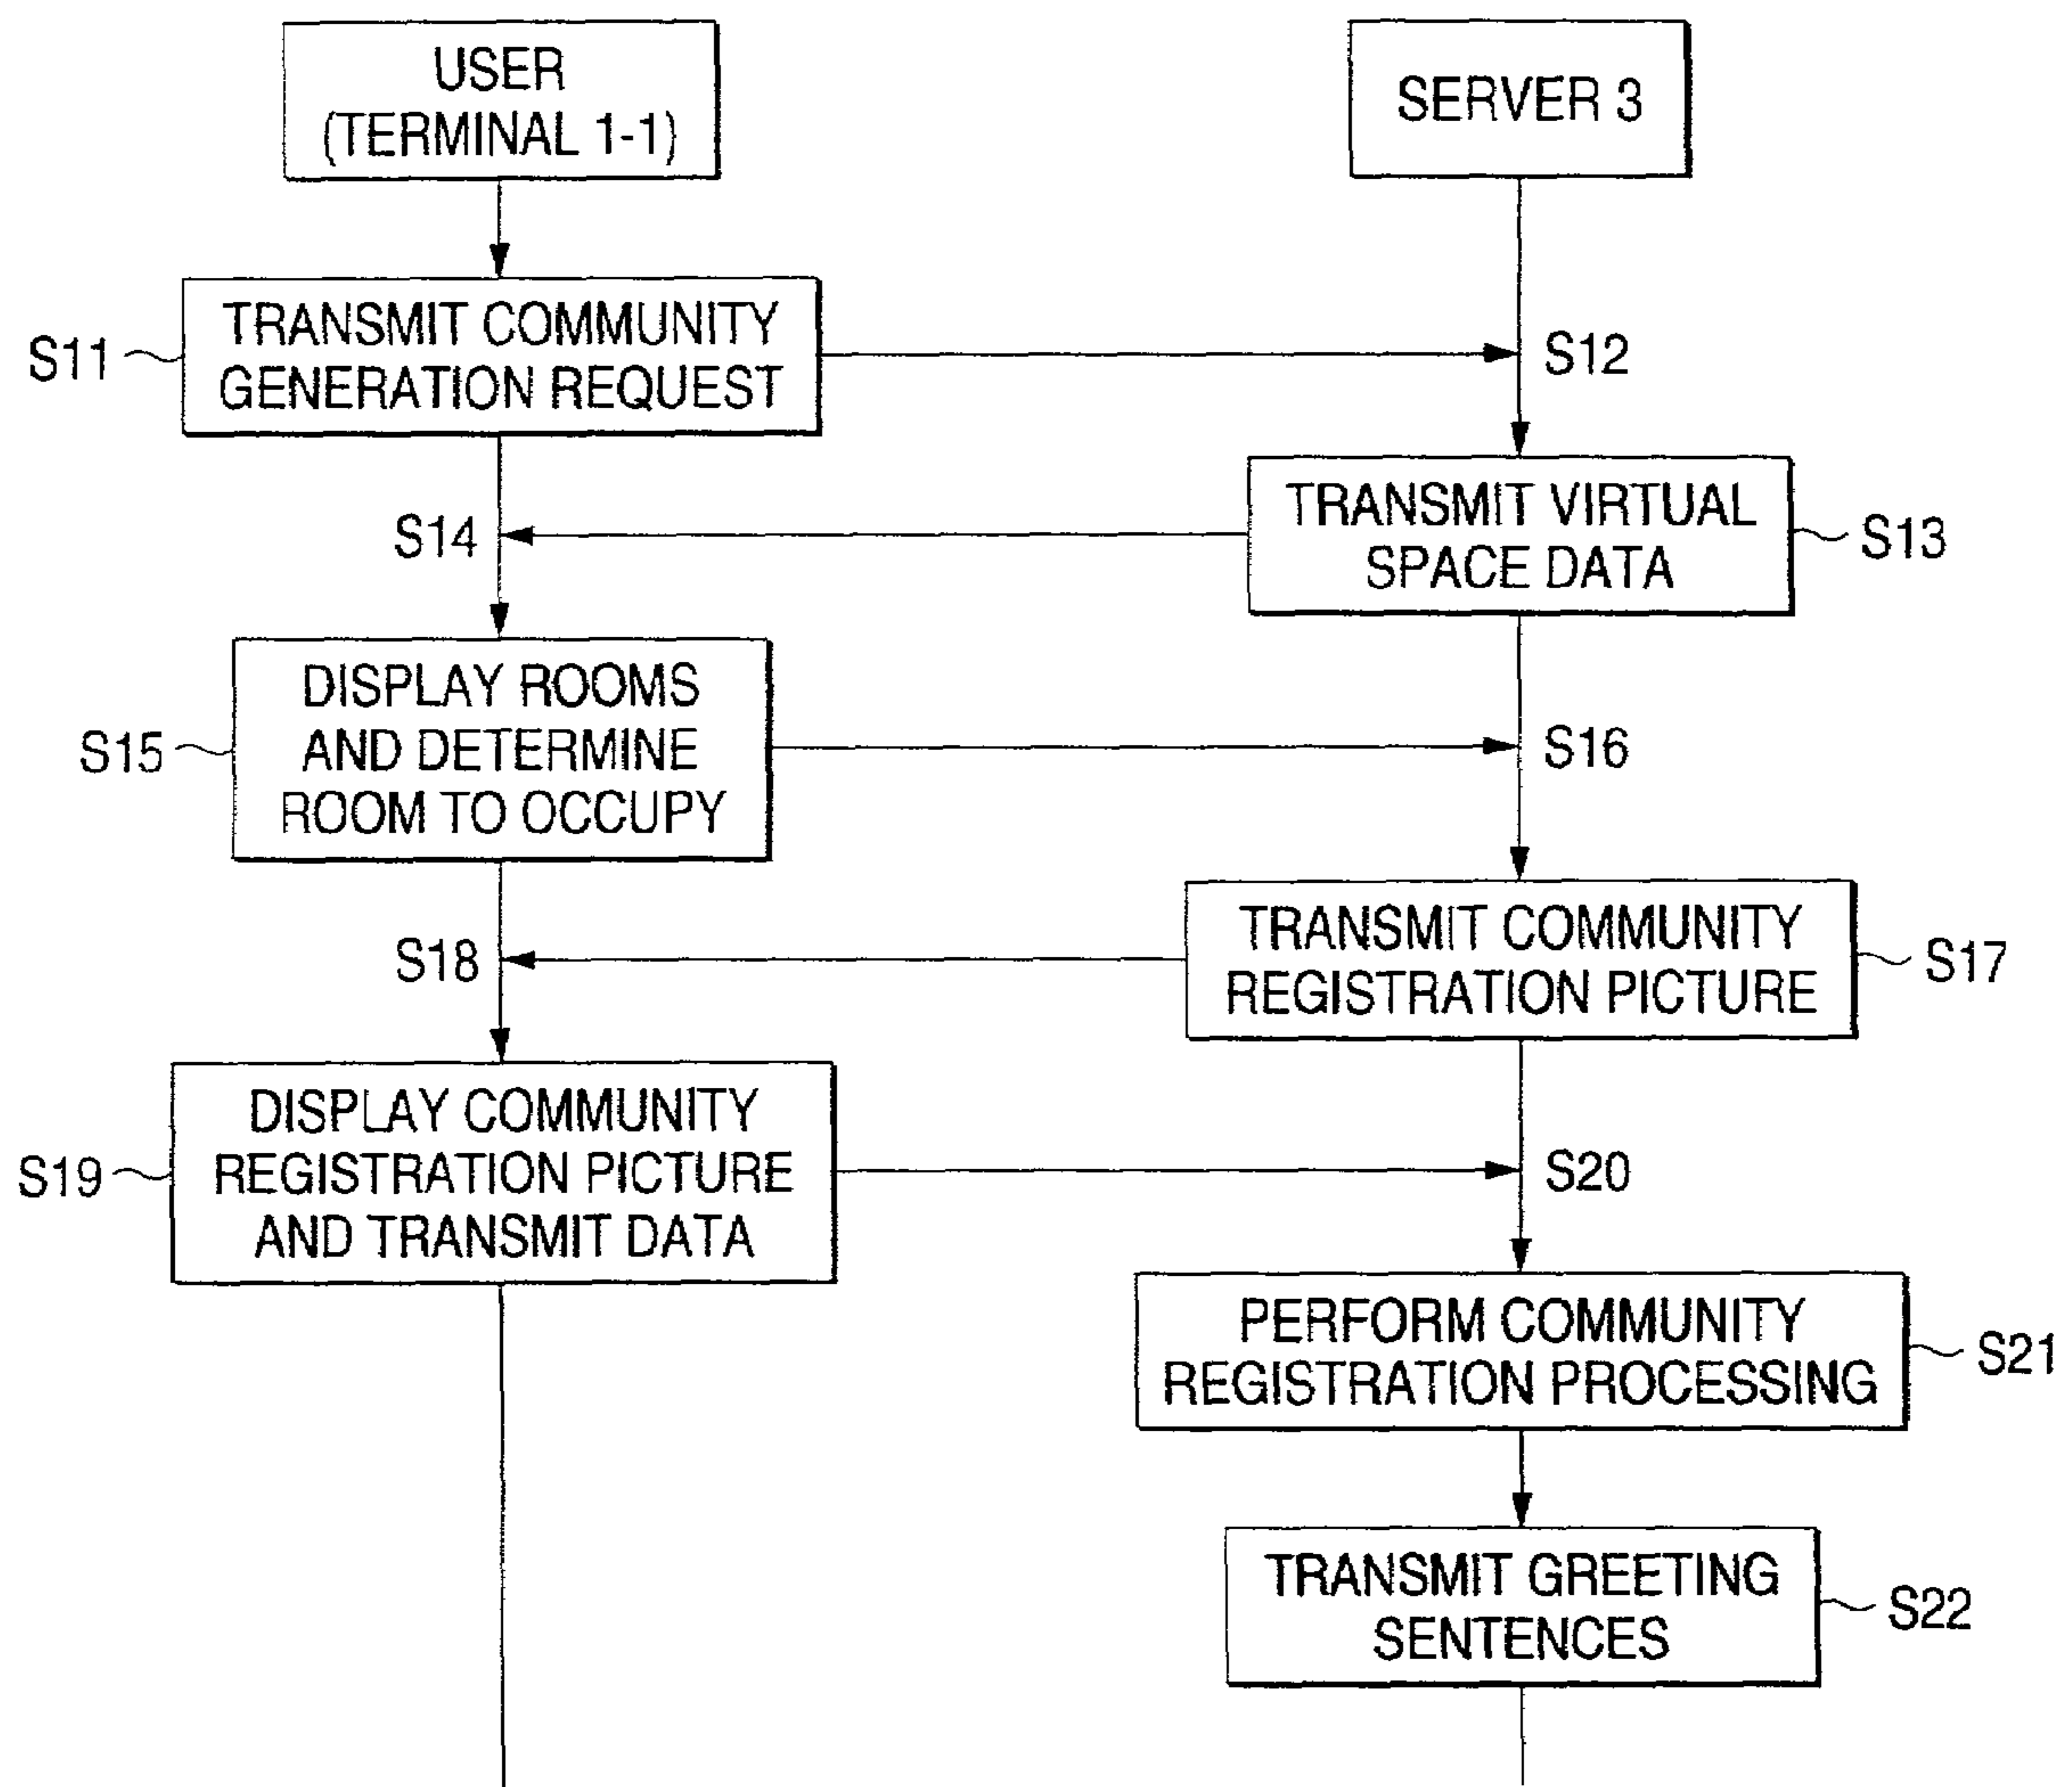 USER
(TERMINAL 1-1)
SERVER 3
S11
TRANSMIT COMMUNITY
GENERATION REQUEST
S12
TRANSMIT VIRTUAL
SPACE DATA
S13
S14
DISPLAY ROOMS
AND DETERMINE
ROOM TO OCCUPY
S15
S16
TRANSMIT COMMUNITY
REGISTRATION PICTURE
S17
S18
DISPLAY COMMUNITY
REGISTRATION PICTURE
AND TRANSMIT DATA
S19
S20
PERFORM COMMUNITY
REGISTRATION PROCESSING
S21
TRANSMIT GREETING
SENTENCES
S22